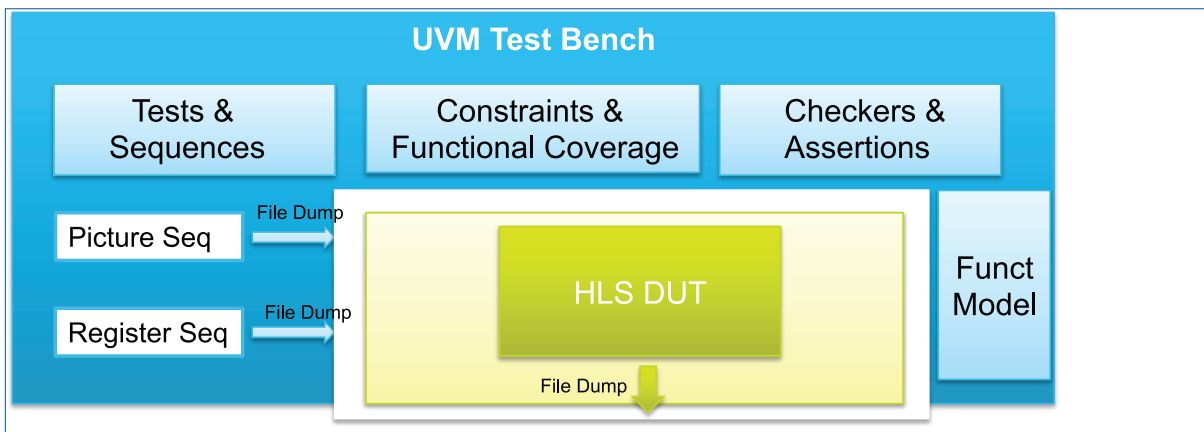 UVM Test Bench
Tests &
Sequences
Constraints &
Functional Coverage
Checkers &
Assertions
Picture Seq
File Dump
Register Seq
File Dump
HLS DUT
File Dump
Funct
Model